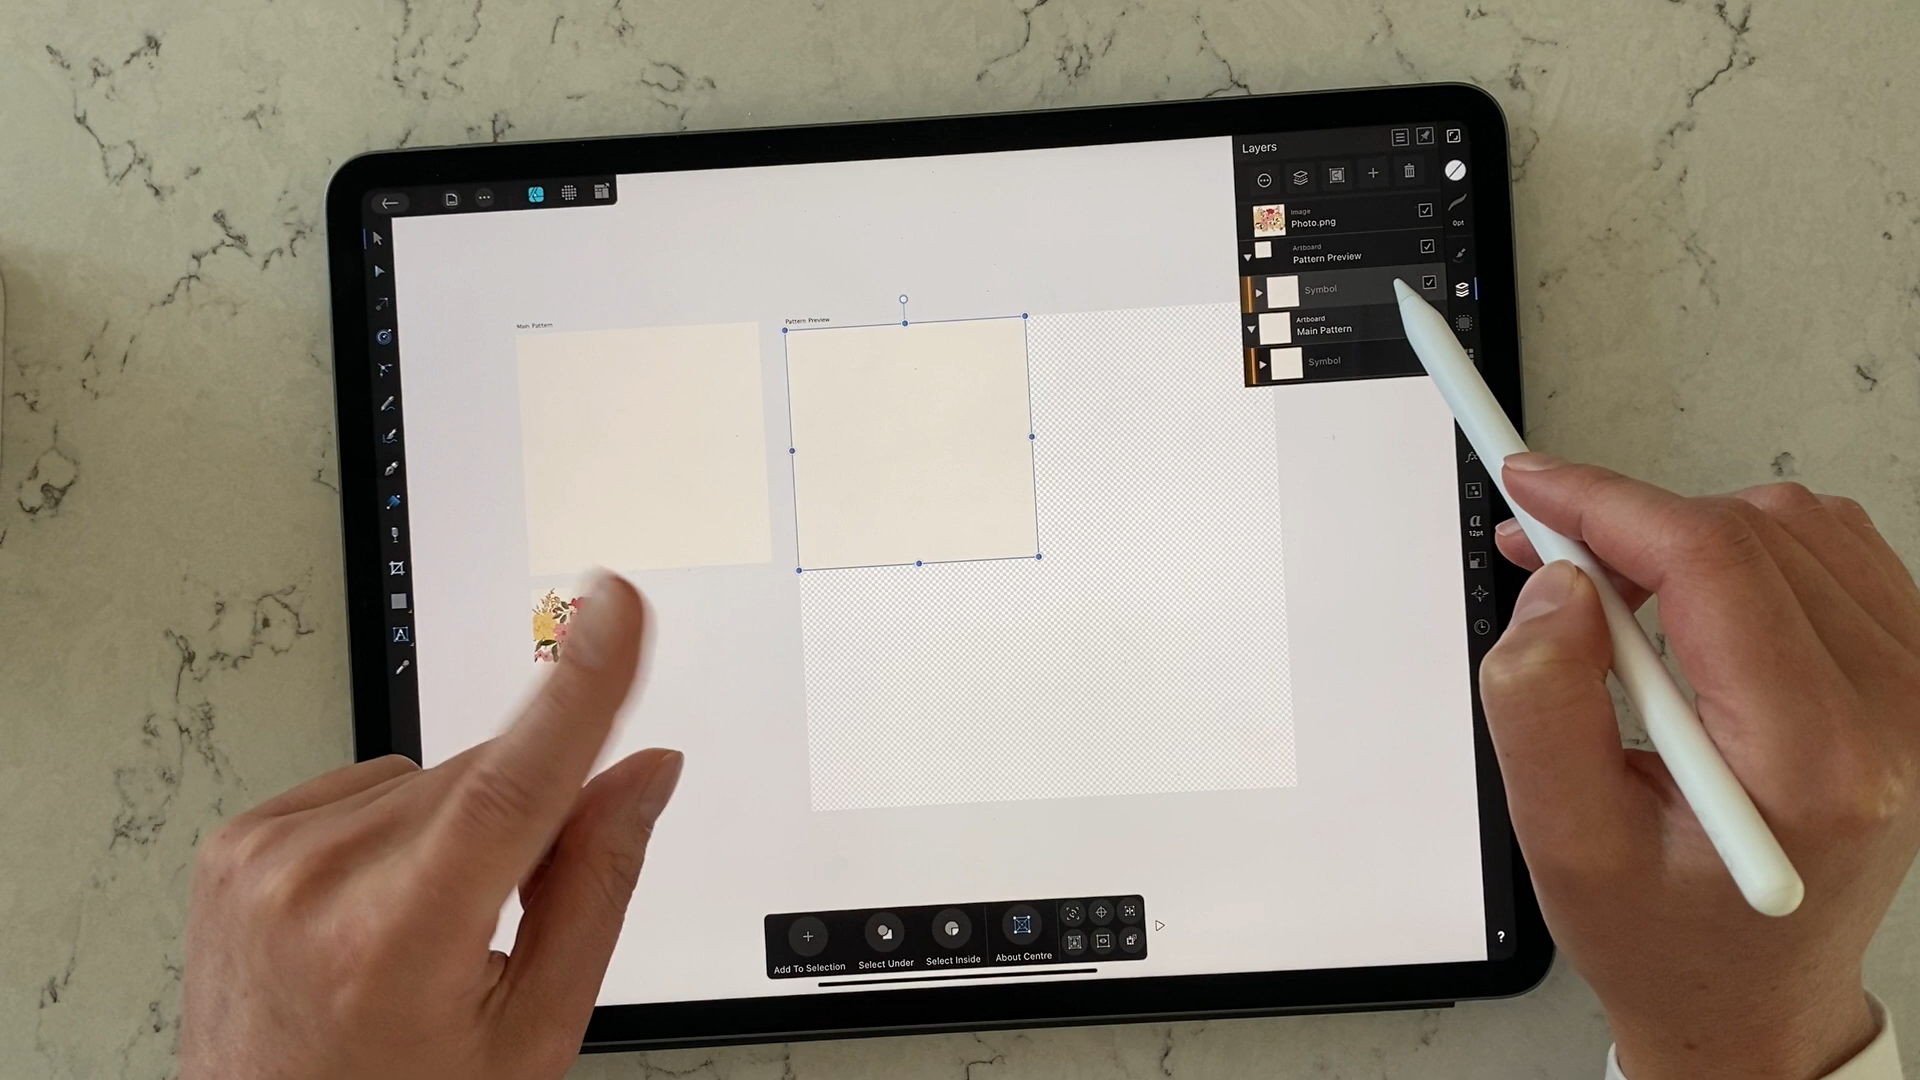 Layers
Image
Photo.png
Artboard
Pattern Preview
Symbol
Artboard
Main Pattern
Symbol
0pt
Main Pattern
Pattern Preview
fx
a
12pt
A
Add To Selection
Select Under
Select Inside
About Centre
?